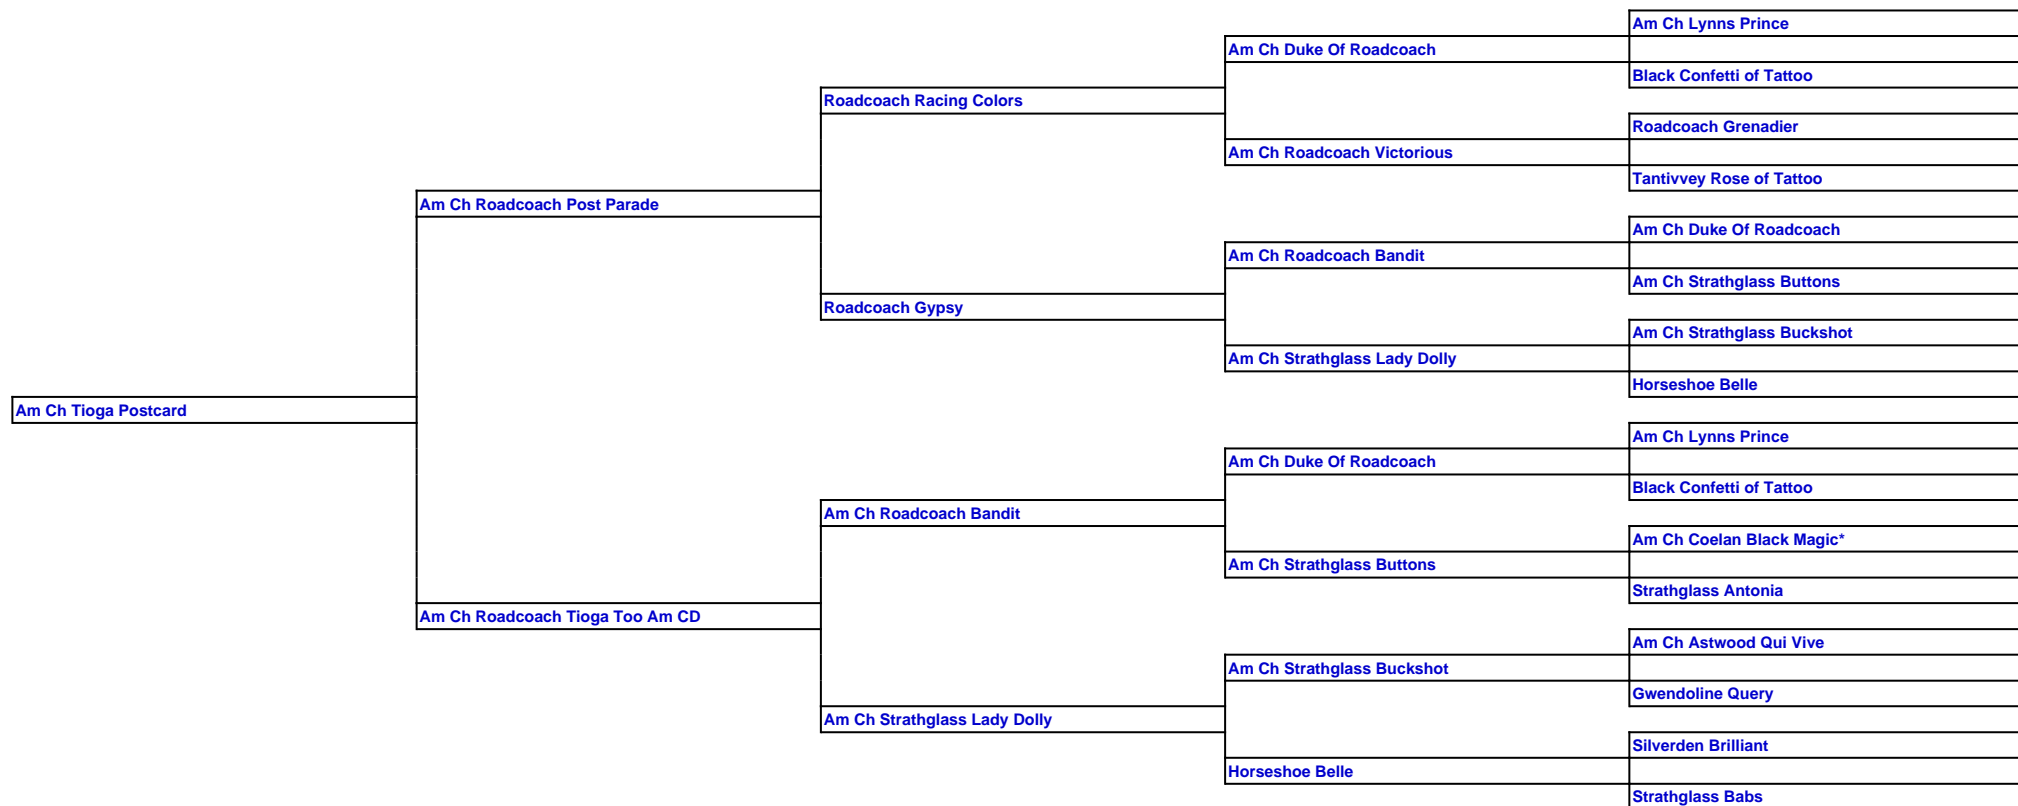 Am Ch Lynns Prince
Am Ch Duke Of Roadcoach
Black Confetti of Tattoo
Roadcoach Racing Colors
Roadcoach Grenadier
Am Ch Roadcoach Victorious
Tantivvey Rose of Tattoo
Am Ch Roadcoach Post Parade
Am Ch Duke Of Roadcoach
Am Ch Roadcoach Bandit
Am Ch Strathglass Buttons
Roadcoach Gypsy
Am Ch Strathglass Buckshot
Am Ch Strathglass Lady Dolly
Horseshoe Belle
Am Ch Tioga Postcard
Am Ch Lynns Prince
Am Ch Duke Of Roadcoach
Black Confetti of Tattoo
Am Ch Roadcoach Bandit
Am Ch Coelan Black Magic*
Am Ch Strathglass Buttons
Strathglass Antonia
Am Ch Roadcoach Tioga Too Am CD
Am Ch Astwood Qui Vive
Am Ch Strathglass Buckshot
Gwendoline Query
Am Ch Strathglass Lady Dolly
Silverden Brilliant
Horseshoe Belle
Strathglass Babs